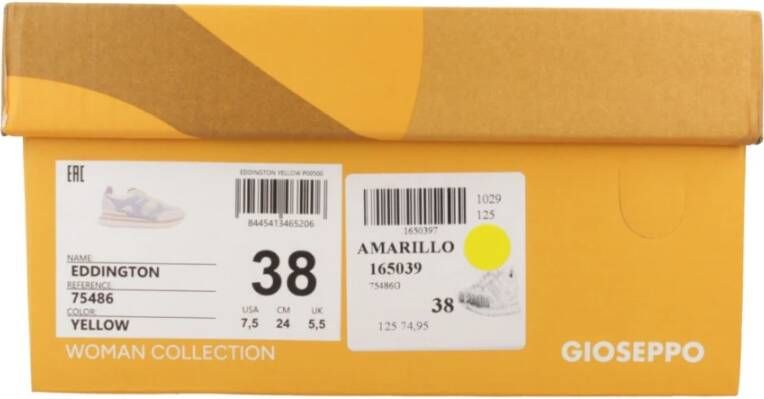 EAC
EDDINGTON YELLOW P00500
8445413465206
NAME:
EDDINGTON
REFERENCE:
75486
COLOR:
YELLOW
38
USA CM UK
7,5 24 5,5
1029
125
1650397
AMARILLO
165039
75486G
38
125 74,95
WOMAN COLLECTION
GIOSEPPO